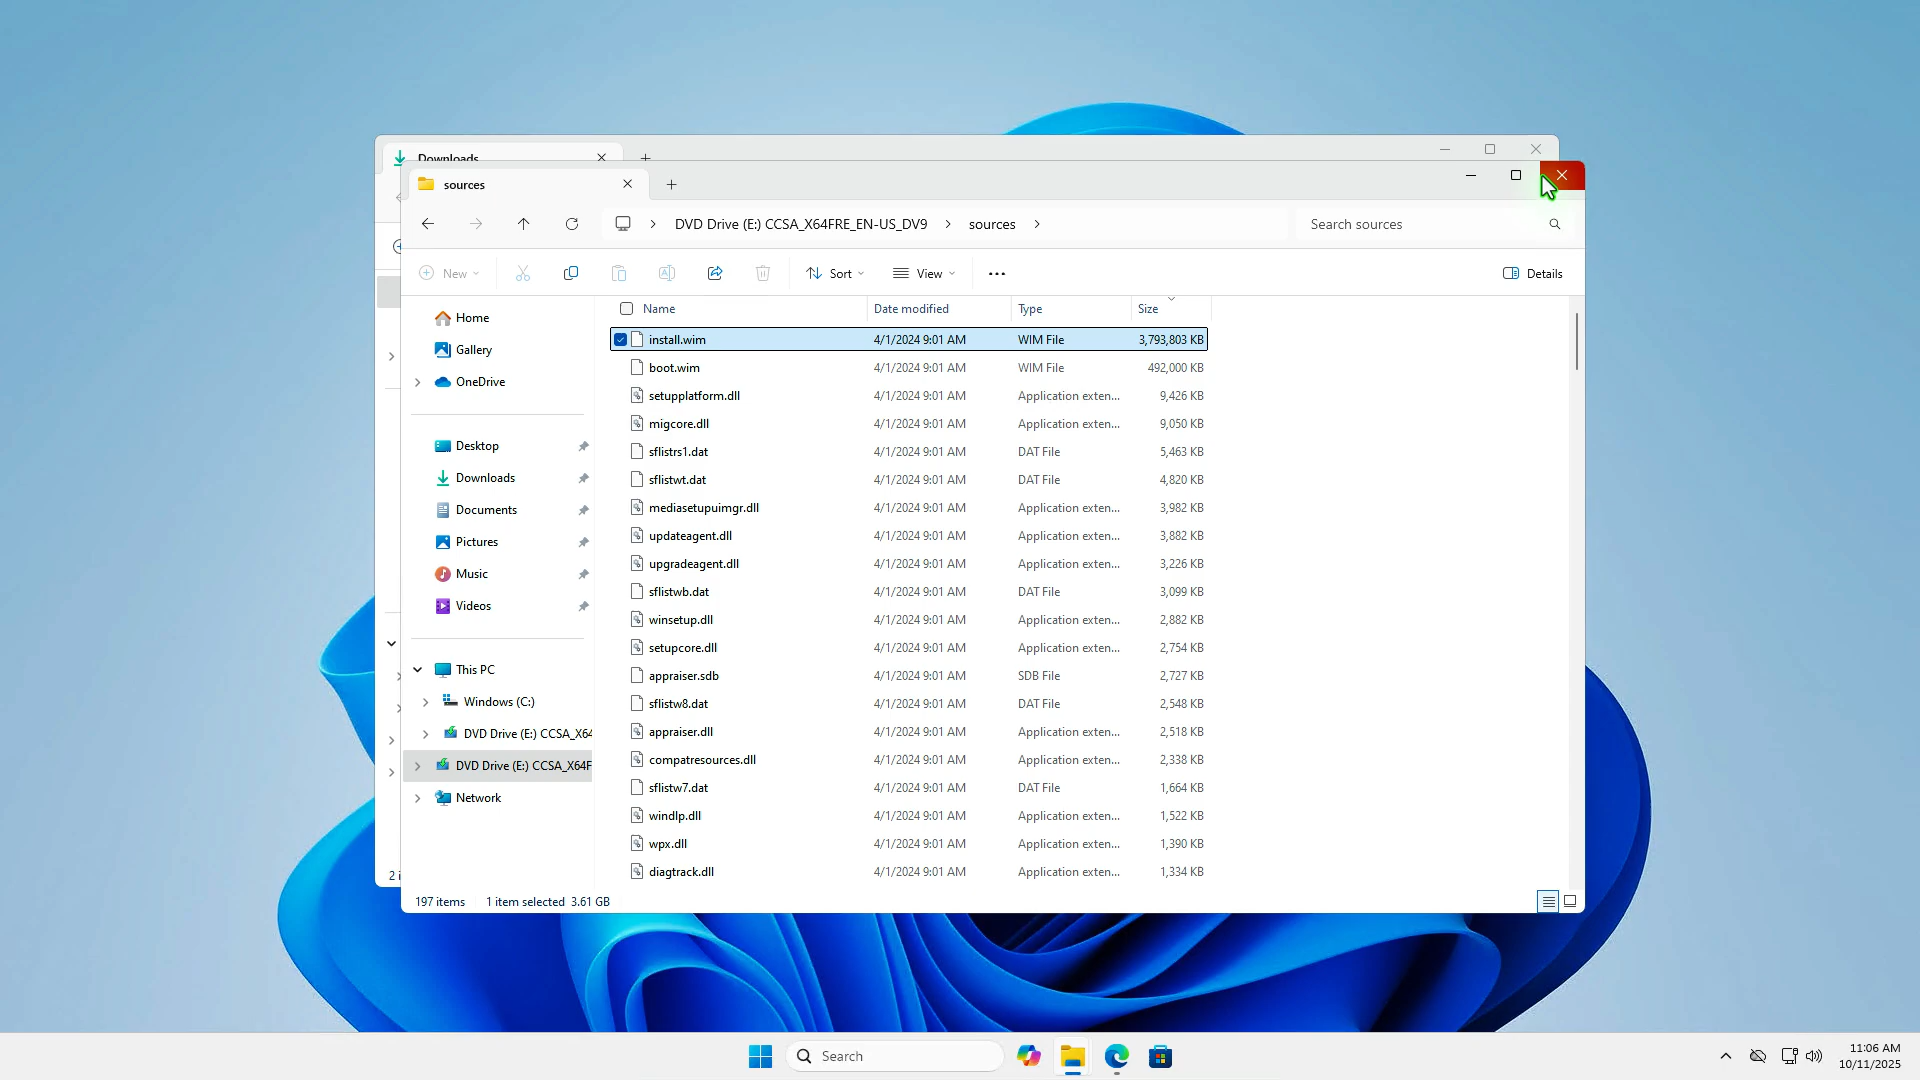 Downloads
sources
DVD Drive (E:) CCSA_X64FRE_EN-US_DV9 sources
Search sources
New Sort View Details
Home
Gallery
OneDrive
Desktop
Downloads
Documents
Pictures
Music
Videos
This PC
Windows (C:)
DVD Drive (E:) CCSA_X64
DVD Drive (E:) CCSA_X64F
Network
Name Date modified Type Size
install.wim 4/1/2024 9:01 AM WIM File 3,793,803 KB
boot.wim 4/1/2024 9:01 AM WIM File 492,000 KB
setupplatform.dll 4/1/2024 9:01 AM Application exten... 9,426 KB
migcore.dll 4/1/2024 9:01 AM Application exten... 9,050 KB
sflistrs1.dat 4/1/2024 9:01 AM DAT File 5,463 KB
sflistwt.dat 4/1/2024 9:01 AM DAT File 4,820 KB
mediasetupuimgr.dll 4/1/2024 9:01 AM Application exten... 3,982 KB
updateagent.dll 4/1/2024 9:01 AM Application exten... 3,882 KB
upgradeagent.dll 4/1/2024 9:01 AM Application exten... 3,226 KB
sflistwb.dat 4/1/2024 9:01 AM DAT File 3,099 KB
winsetup.dll 4/1/2024 9:01 AM Application exten... 2,882 KB
setupcore.dll 4/1/2024 9:01 AM Application exten... 2,754 KB
appraiser.sdb 4/1/2024 9:01 AM SDB File 2,727 KB
sflistw8.dat 4/1/2024 9:01 AM DAT File 2,548 KB
appraiser.dll 4/1/2024 9:01 AM Application exten... 2,518 KB
compatresources.dll 4/1/2024 9:01 AM Application exten... 2,338 KB
sflistw7.dat 4/1/2024 9:01 AM DAT File 1,664 KB
windlp.dll 4/1/2024 9:01 AM Application exten... 1,522 KB
wpx.dll 4/1/2024 9:01 AM Application exten... 1,390 KB
diagtrack.dll 4/1/2024 9:01 AM Application exten... 1,334 KB
2 i
197 items 1 item selected 3.61 GB
Search
11:06 AM
10/11/2025